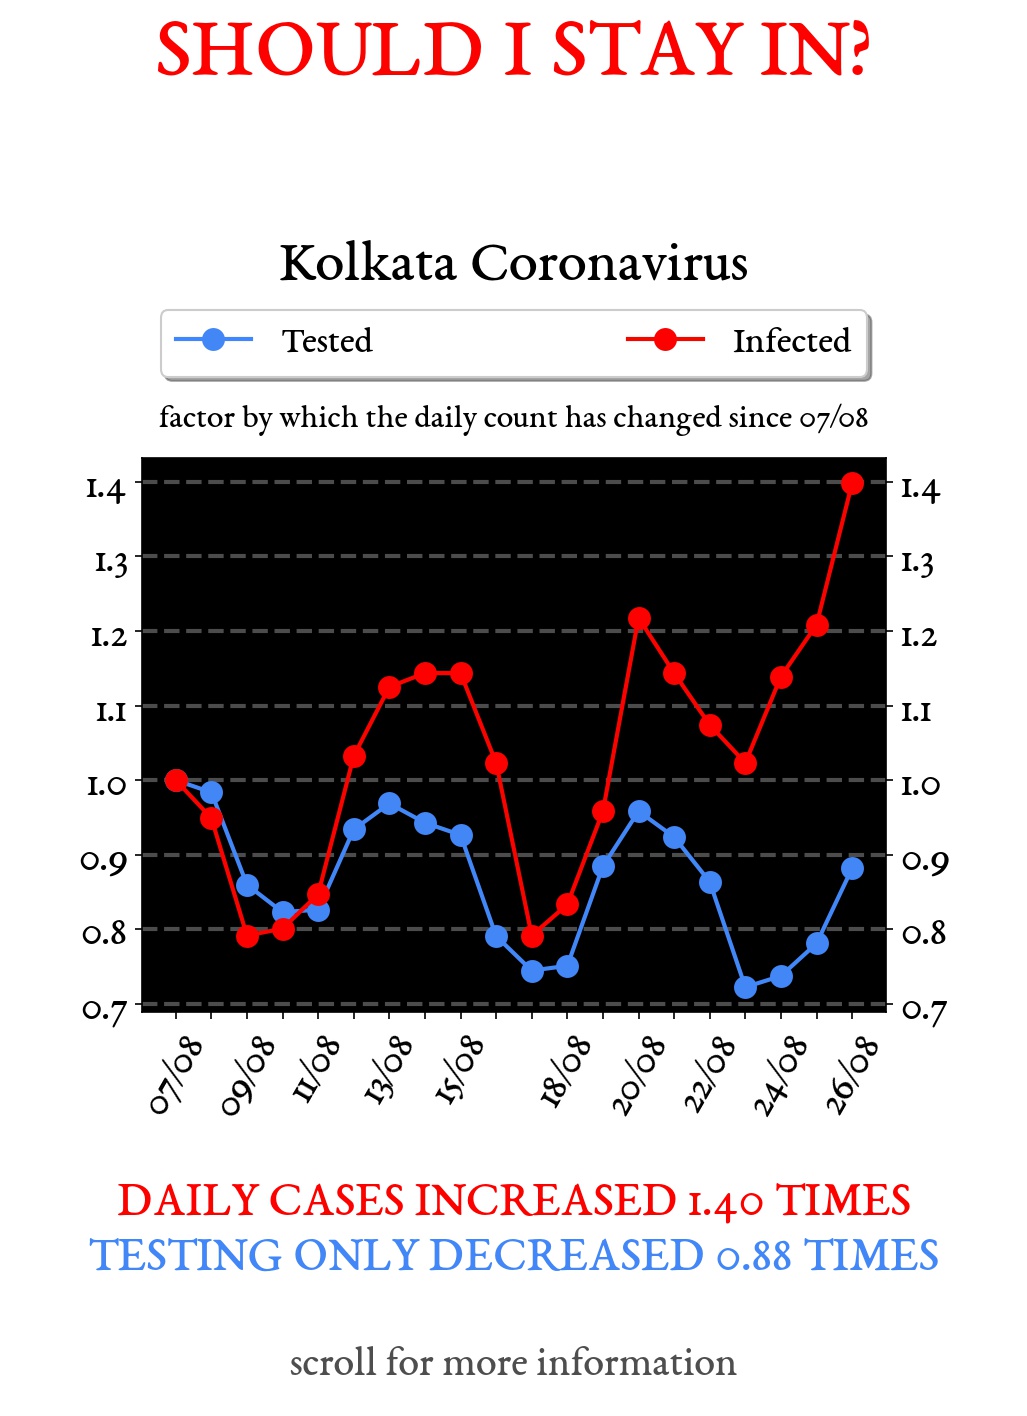 SHOULD I STAY IN?
Kolkata Coronavirus
Tested Infected
factor by which the daily count has changed since 07/08
1.4 1.4
1.3 1.3
1.2 1.2
1.1 1.1
1.0 1.0
0.9 0.9
0.8 0.8
0.7 0.7
07/08 09/08 11/08 13/08 15/08 18/08 20/08 22/08 24/08 26/08
DAILY CASES INCREASED 1.40 TIMES
TESTING ONLY DECREASED 0.88 TIMES
scroll for more information